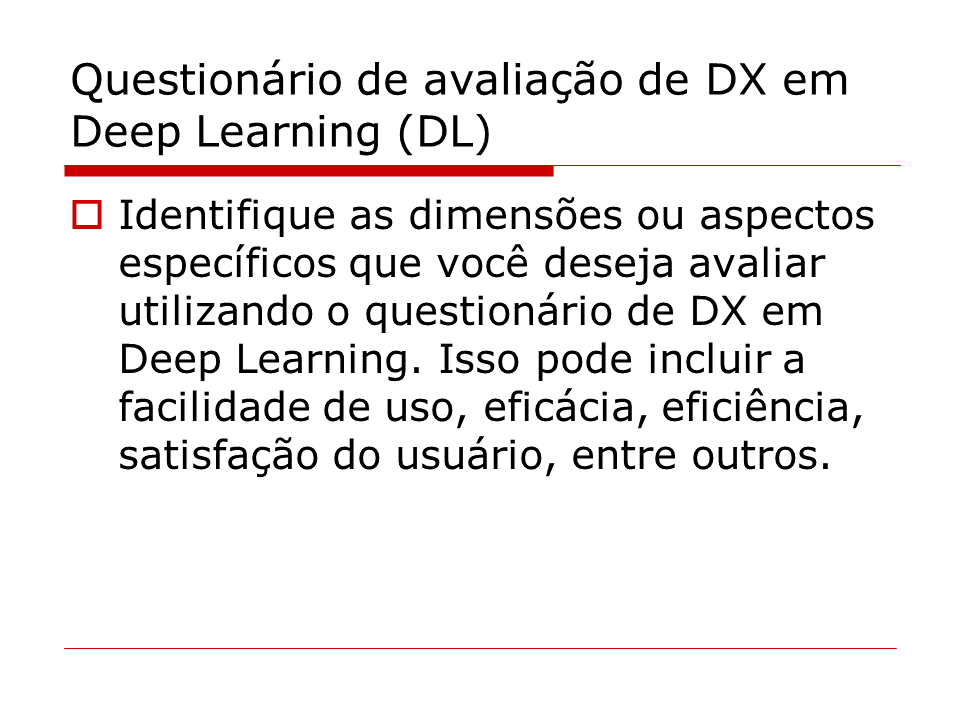 Questionário de avaliação de DX em
Deep Learning (DL)
Identifique as dimensões ou aspectos
específicos que você deseja avaliar
utilizando o questionário de DX em
Deep Learning. Isso pode incluir a
facilidade de uso, eficácia, eficiência,
satisfação do usuário, entre outros.